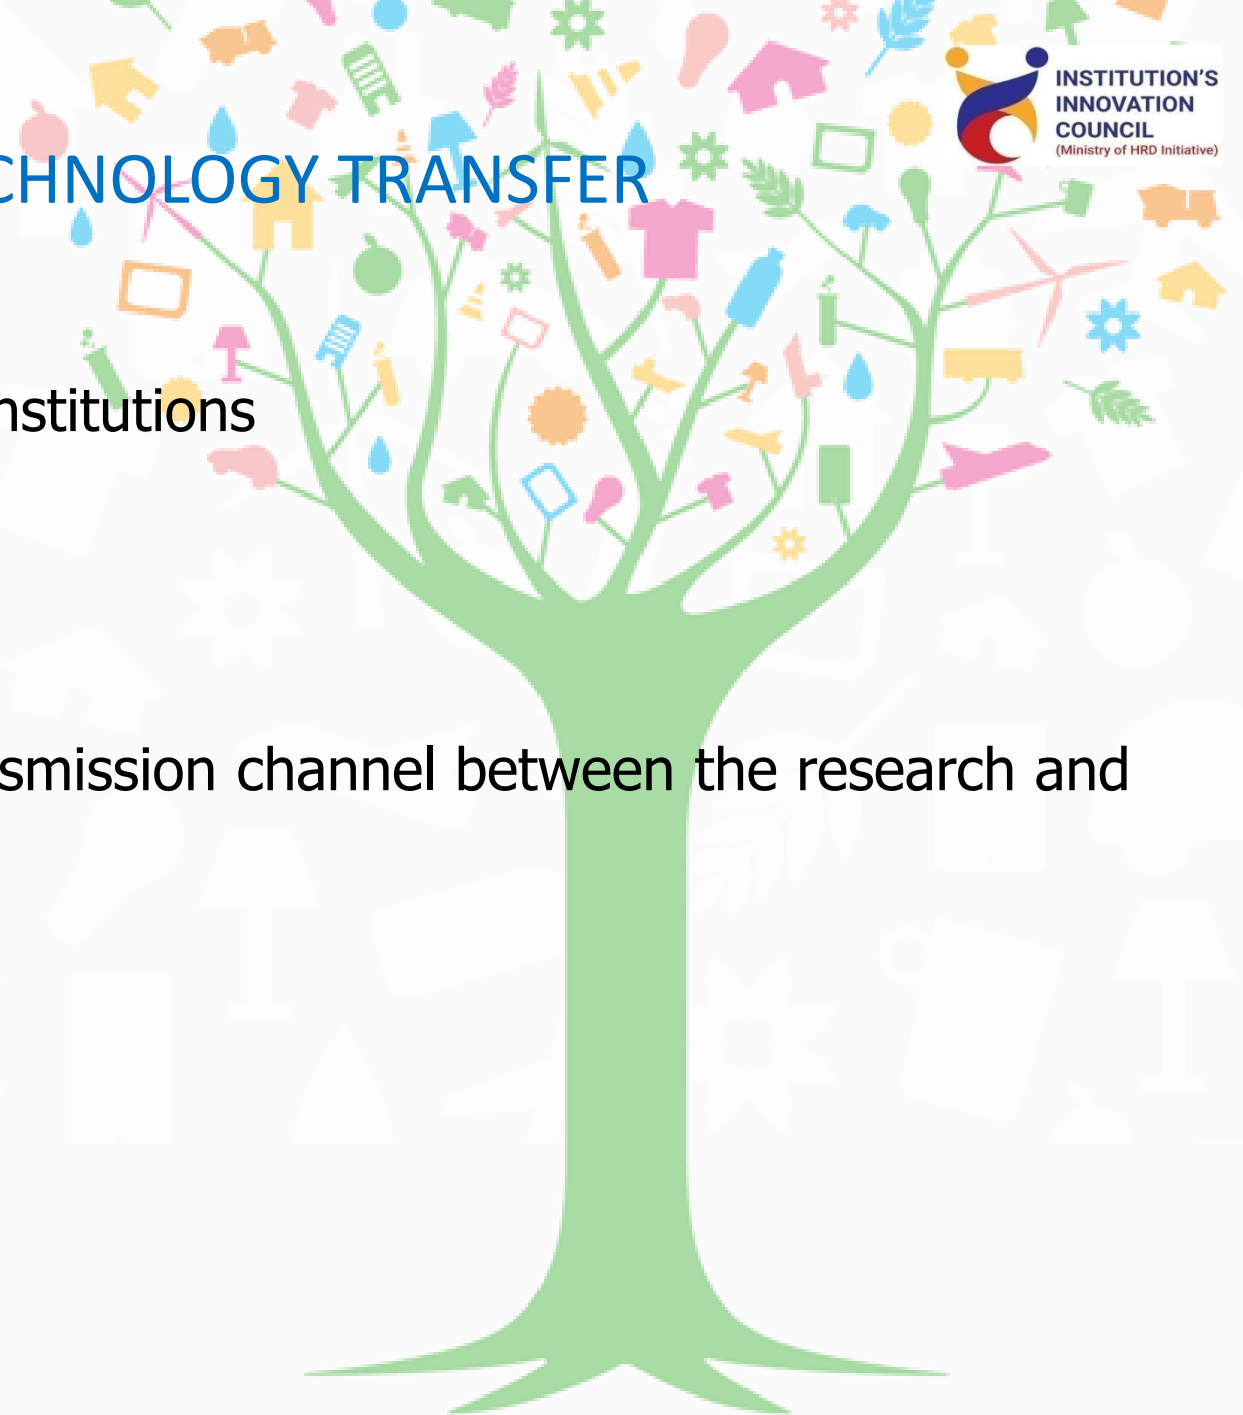 INSTITUTION'S
INNOVATION
COUNCIL
(Ministry of HRD Initiative)
CHNOLOGY TRANSFER
nstitutions
smission channel between the research and